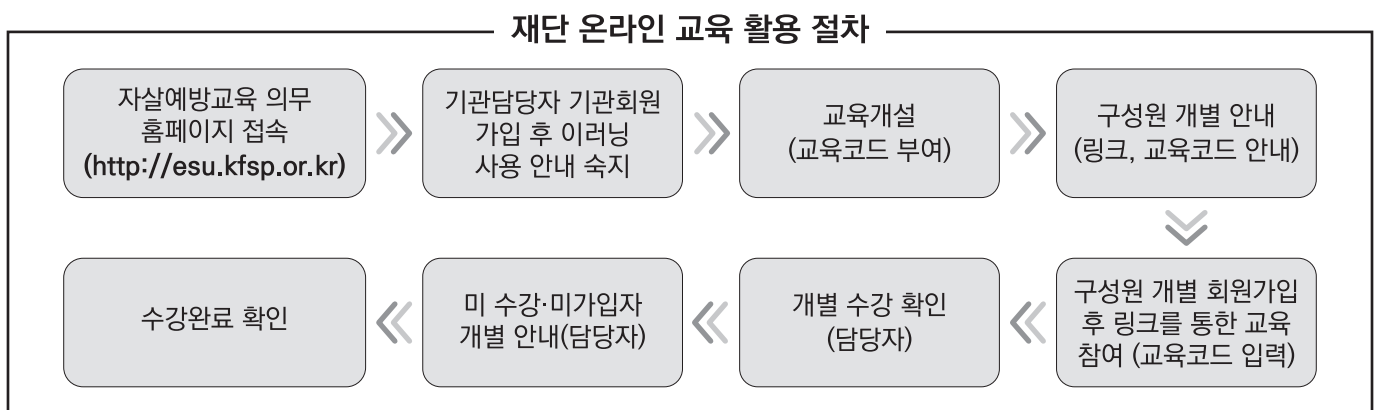 재단 온라인 교육 활용 절차
자살예방교육 의무
홈페이지 접속
(http://esu.kfsp.or.kr)
기관담당자 기관회원
가입 후 이러닝
사용 안내 숙지
교육개설
(교육코드 부여)
구성원 개별 안내
(링크, 교육코드 안내)
구성원 개별 회원가입
후 링크를 통한 교육
참여 (교육코드 입력)
개별 수강 확인
(담당자)
미 수강·미가입자
개별 안내(담당자)
수강완료 확인